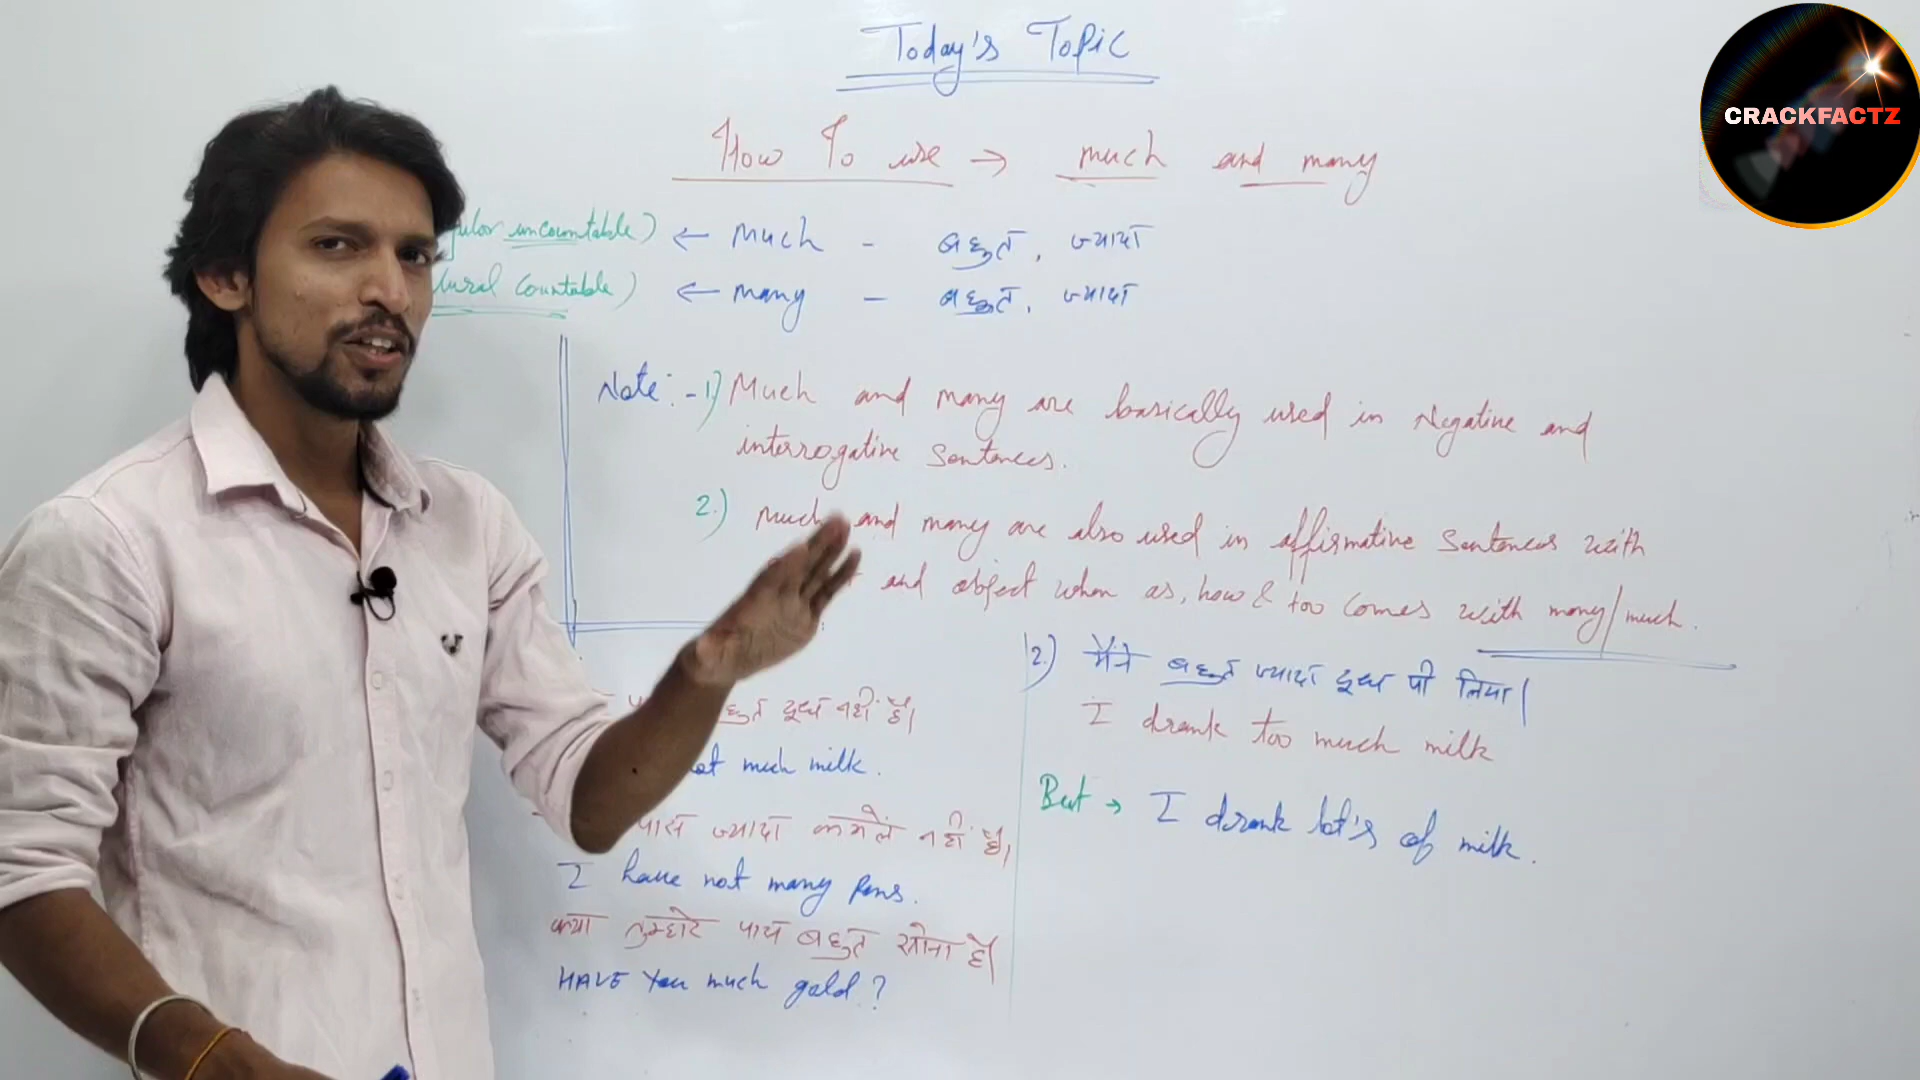 Today's Topic
CRACKFACTZ
How To use → much and many
uncountable) ← Much - बहुत, ज्यादा
Countable) ← many - बहुत, ज्यादा
Note:-1) Much and many are basically used in Negative and
interrogative Sentences.
2.) Much and many are also used in affirmative Sentences with
and object when as, how & too comes with many/much.
बहुत दूध नहीं है।
not much milk.
पास ज्यादा कलमें नहीं है।
I have not many Pens.
क्या तुम्हारे पास बहुत सोना है।
HAVE You much gold?
2.) मैंने बहुत ज्यादा दूध पी लिया।
I drank too much milk
But → I drank lot's of milk.